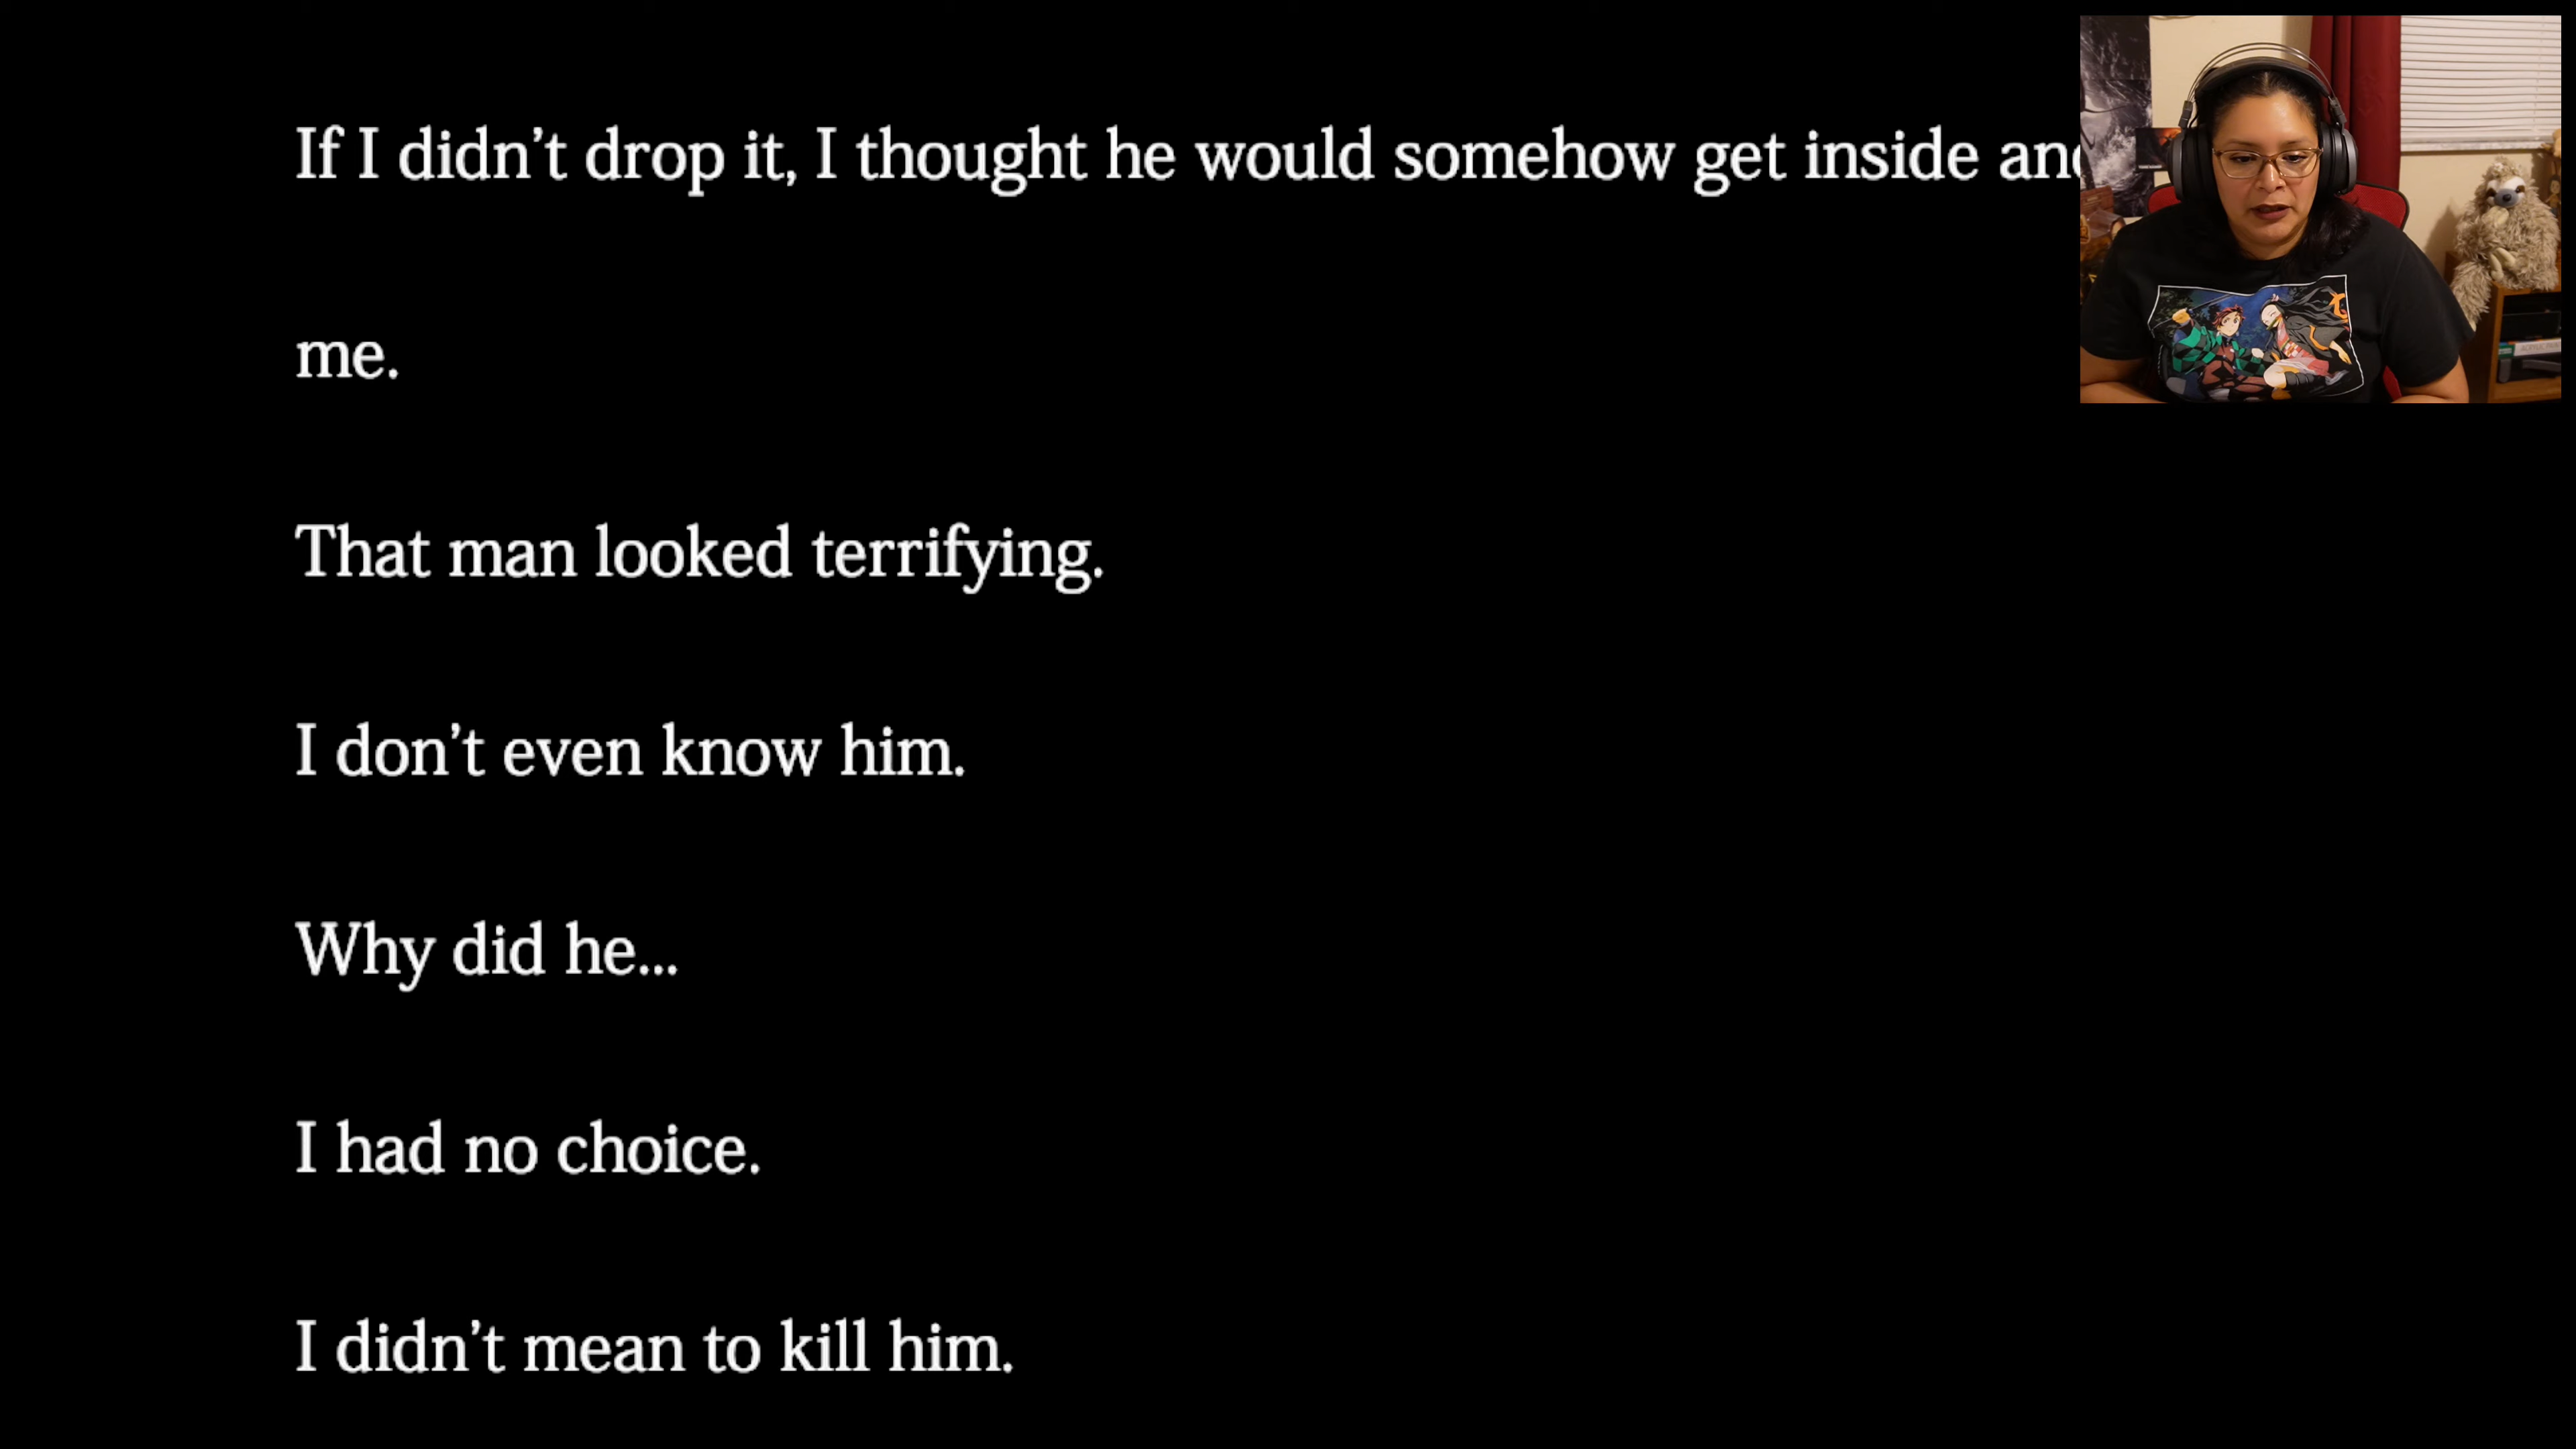 If I didn’t drop it, I thought he would somehow get inside and
me.
That man looked terrifying.
I don’t even know him.
Why did he...
I had no choice.
I didn’t mean to kill him.